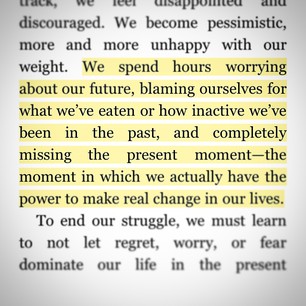 track, we feel disappointed and
discouraged. We become pessimistic,
more and more unhappy with our
weight. We spend hours worrying
about our future, blaming ourselves for
what we've eaten or how inactive we've
been in the past, and completely
missing the present moment—the
moment in which we actually have the
power to make real change in our lives.
To end our struggle, we must learn
to not let regret, worry, or fear
dominate our life in the present